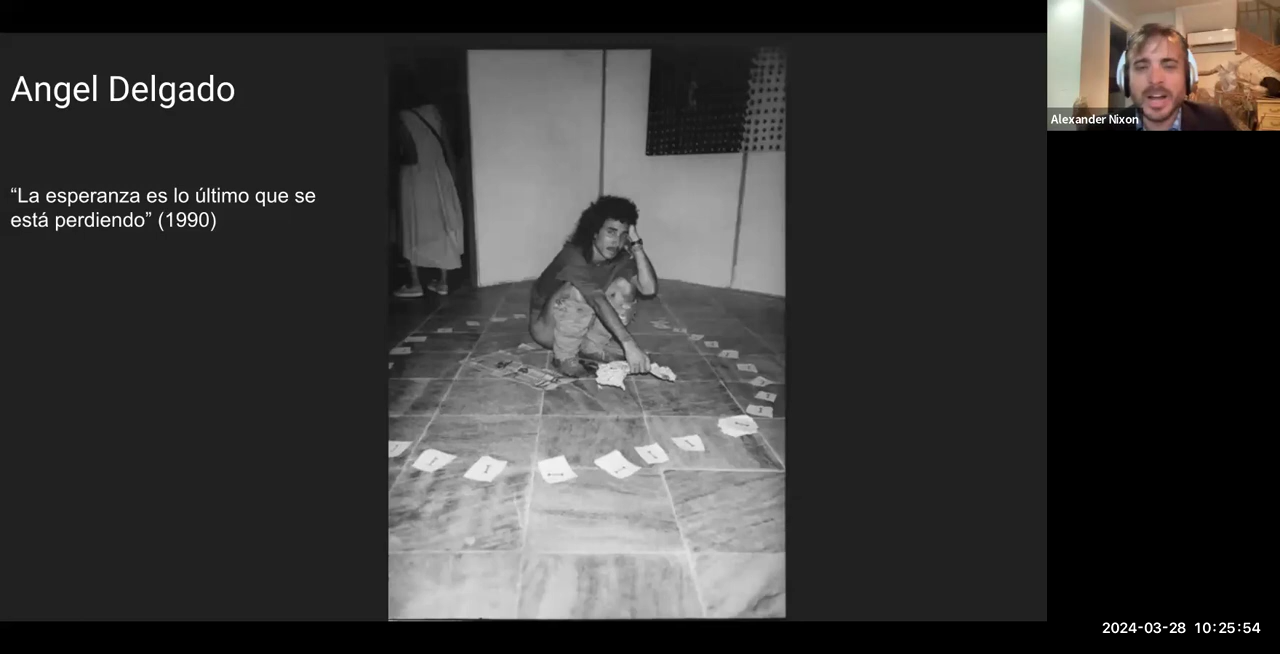 Angel Delgado
“La esperanza es lo último que se
está perdiendo” (1990)
Alexander Nixon
2024-03-28 10:25:54